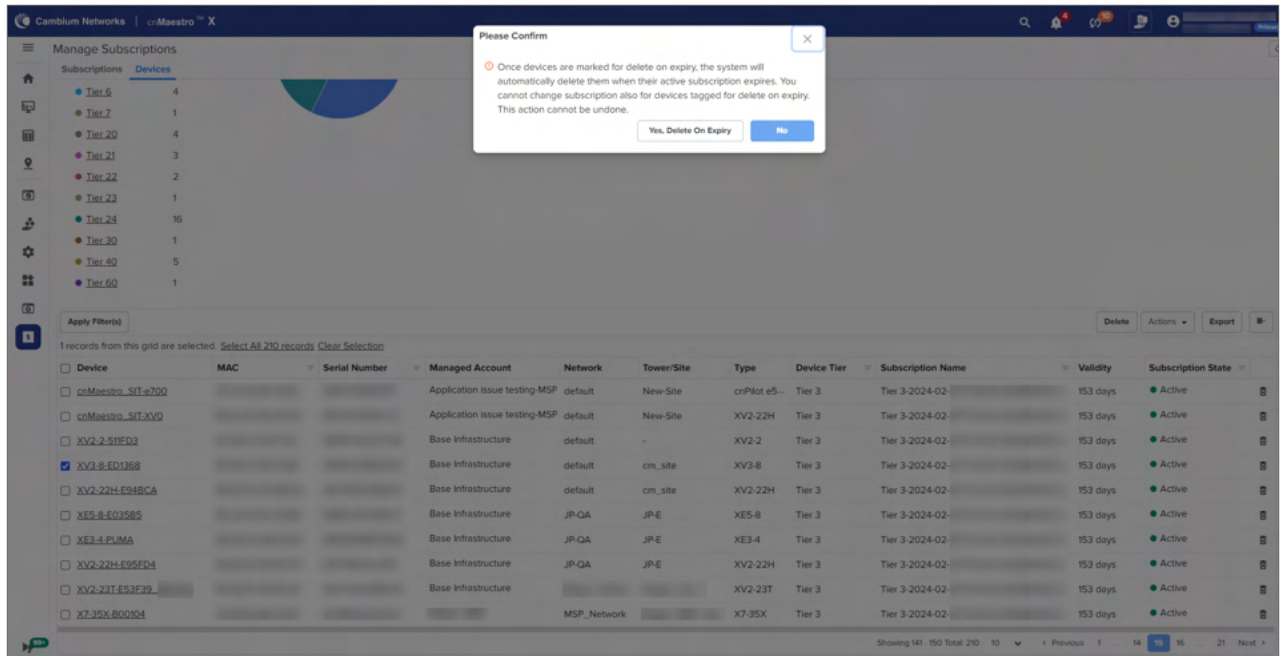 Cambium Networks | cnMaestro™ X
4
10
Manage Subscriptions
Subscriptions Devices
Tier 6 4
Tier 7 1
Tier 20 4
Tier 21 3
Tier 22 2
Tier 23 1
Tier 24 16
Tier 30 1
Tier 40 5
Tier 60 1
Please Confirm
Once devices are marked for delete on expiry, the system will
automatically delete them when their active subscription expires. You
cannot change subscription also for devices tagged for delete on expiry.
This action cannot be undone.
Yes, Delete On Expiry No
Apply Filter(s) Delete Actions Export
1 records from this grid are selected. Select All 210 records Clear Selection
Device MAC Serial Number Managed Account Network Tower/Site Type Device Tier Subscription Name Validity Subscription State
cnMaestro_SIT-e700 Application issue testing-MSP default New-Site cnPilot e5... Tier 3 Tier 3-2024-02- 153 days Active
cnMaestro_SIT-XV0 Application issue testing-MSP default New-Site XV2-22H Tier 3 Tier 3-2024-02- 153 days Active
XV2-2-511FD3 Base Infrastructure default - XV2-2 Tier 3 Tier 3-2024-02- 153 days Active
XV3-8-ED1368 Base Infrastructure default cm_site XV3-8 Tier 3 Tier 3-2024-02- 153 days Active
XV2-22H-E94BCA Base Infrastructure default cm_site XV2-22H Tier 3 Tier 3-2024-02- 153 days Active
XE5-8-E035B5 Base Infrastructure JP-QA JP-E XE5-8 Tier 3 Tier 3-2024-02- 153 days Active
XE3-4-PUMA Base Infrastructure JP-QA JP-E XE3-4 Tier 3 Tier 3-2024-02- 153 days Active
XV2-22H-E95FD4 Base Infrastructure JP-QA JP-E XV2-22H Tier 3 Tier 3-2024-02- 153 days Active
XV2-23T-E53F39_ Base Infrastructure XV2-23T Tier 3 Tier 3-2024-02- 153 days Active
X7-35X-B00104 MSP_Network X7-35X Tier 3 Tier 3-2024-02- 153 days Active
99+
Showing 141 - 150 Total: 210 10 < Previous 1 ... 14 15 16 ... 21 Next >